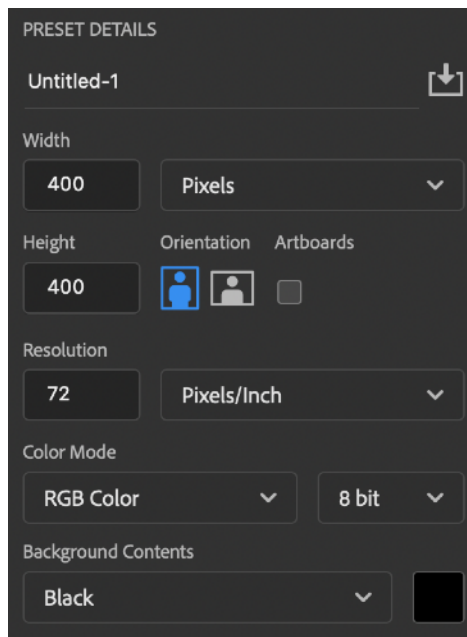 PRESET DETAILS
Untitled-1
Width
400 Pixels
Height Orientation Artboards
400
Resolution
72 Pixels/Inch
Color Mode
RGB Color 8 bit
Background Contents
Black